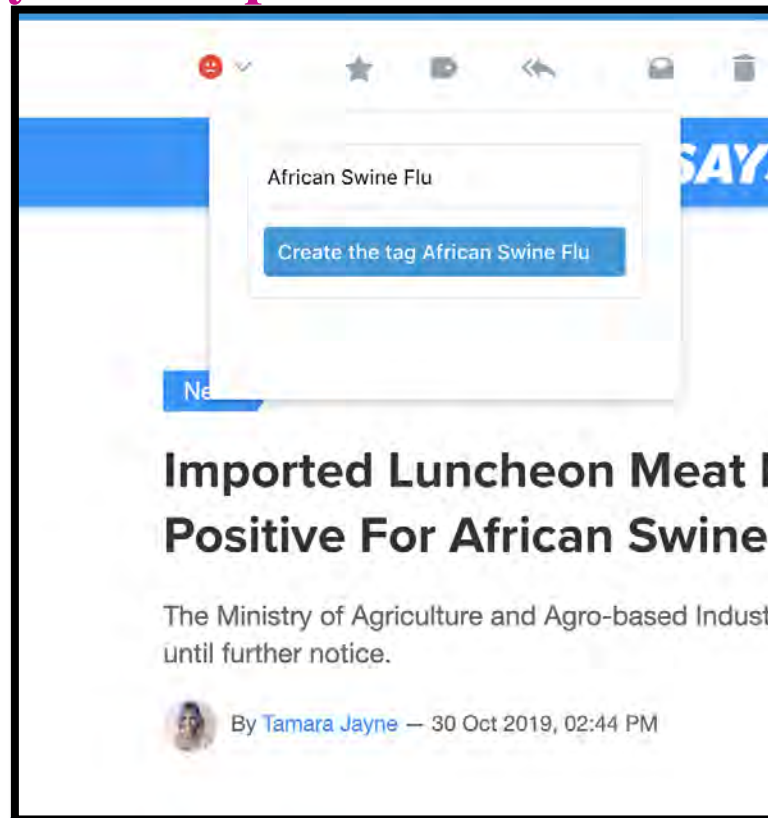 SAY
African Swine Flu
Create the tag African Swine Flu
Ne
Imported Luncheon Meat
Positive For African Swine
The Ministry of Agriculture and Agro-based Indust
until further notice.
By Tamara Jayne — 30 Oct 2019, 02:44 PM